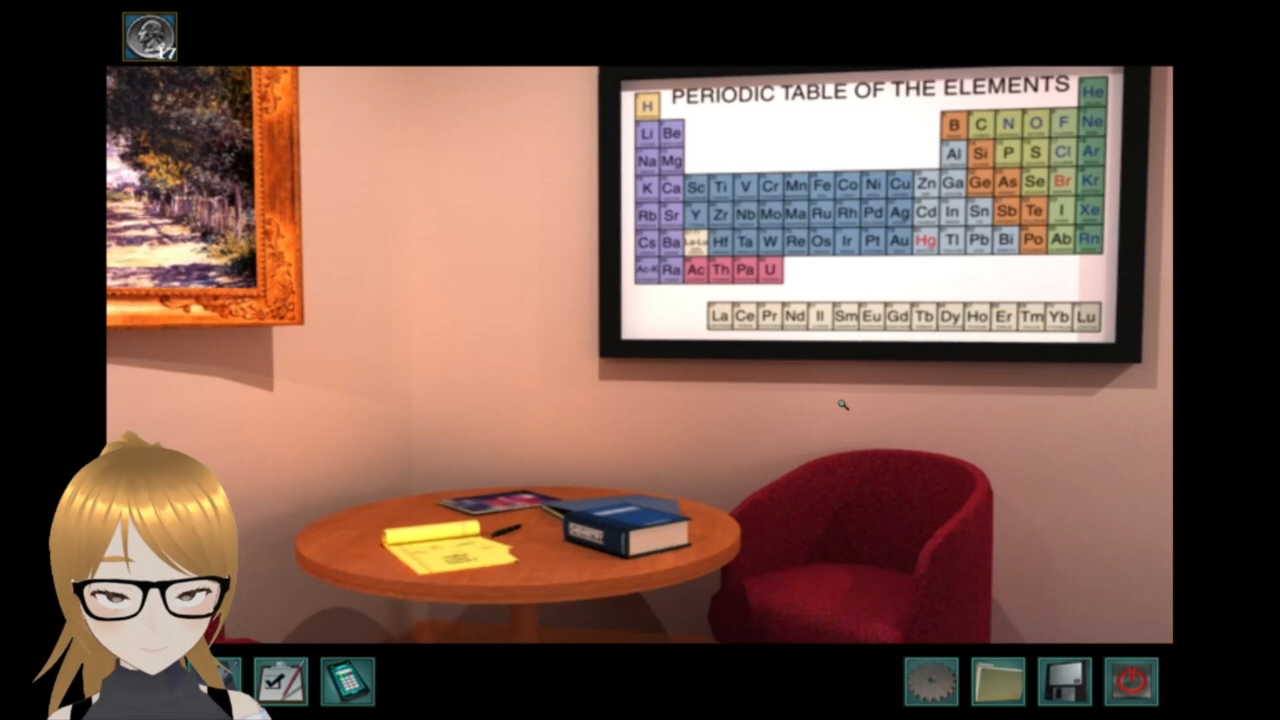 17
PERIODIC TABLE OF THE ELEMENTS
H He
Li Be B C N O F Ne
Na Mg Al Si P S Cl Ar
K Ca Sc Ti V Cr Mn Fe Co Ni Cu Zn Ga Ge As Se Br Kr
Rb Sr Y Zr Nb Mo Ma Ru Rh Pd Ag Cd In Sn Sb Te I Xe
Cs Ba La-Lu Hf Ta W Re Os Ir Pt Au Hg Tl Pb Bi Po Ab Rn
Ac-K Ra Ac Th Pa U
La Ce Pr Nd Il Sm Eu Gd Tb Dy Ho Er Tm Yb Lu